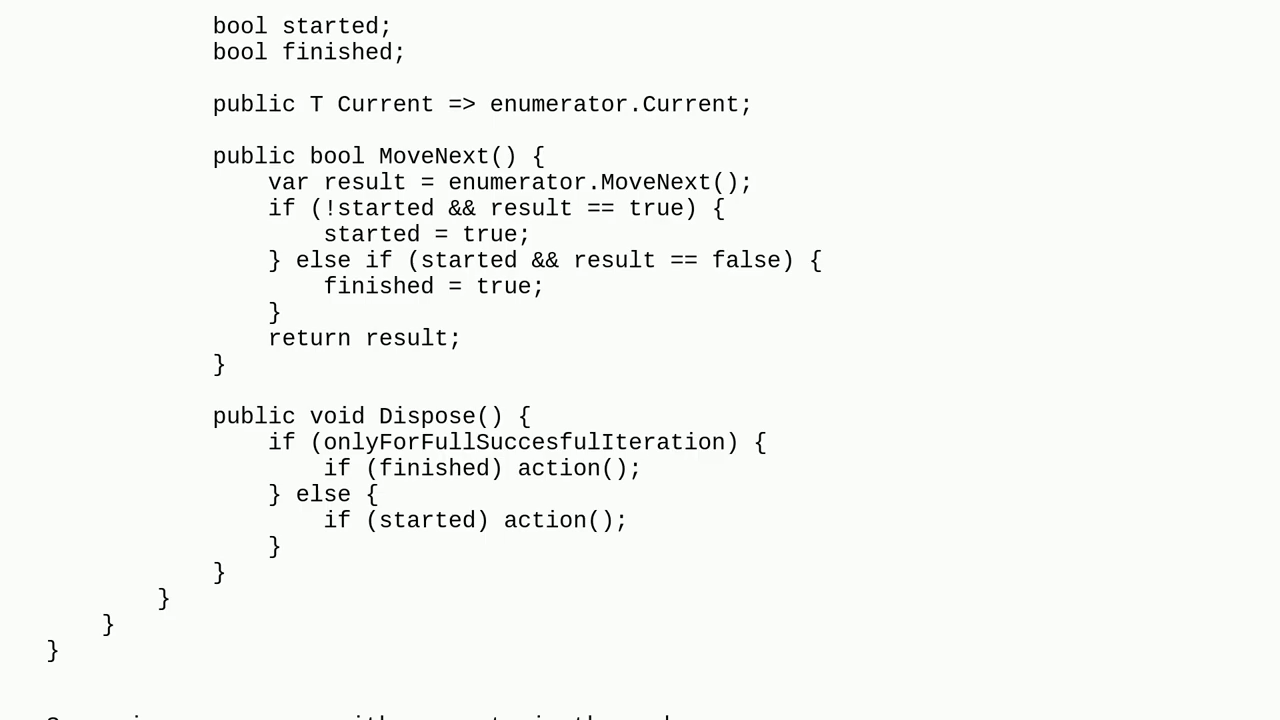 bool started;
bool finished;
public T Current => enumerator.Current;
public bool MoveNext() {
var result = enumerator.MoveNext();
if (!started && result == true) {
started = true;
} else if (started && result == false) {
finished = true;
}
return result;
}
public void Dispose() {
if (onlyForFullSuccesfulIteration) {
if (finished) action();
} else {
if (started) action();
}
}
}
}
}